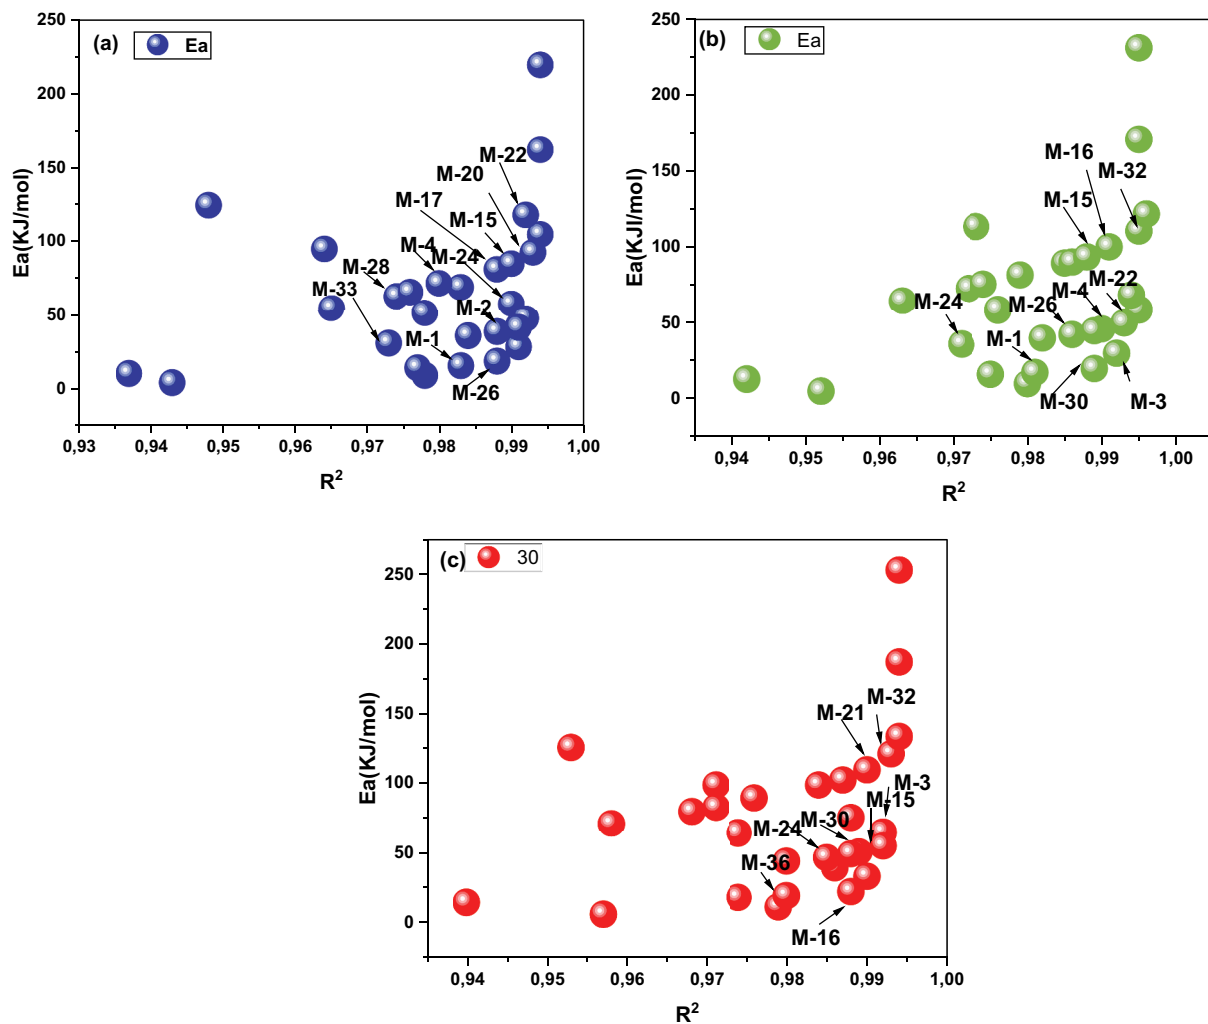 (a) Ea
Ea(KJ/mol)
250
200
150
100
50
0
M-22
M-20
M-17
M-15
M-4
M-24
M-28
M-33
M-2
M-1
M-26
0,93 0,94 0,95 0,96 0,97 0,98 0,99 1,00
R²
(b) Ea
Ea(KJl/mol)
250
200
150
100
50
0
M-16
M-32
M-15
M-22
M-4
M-24
M-26
M-1
M-30
M-3
0,94 0,95 0,96 0,97 0,98 0,99 1,00
R²
(c) 30
Ea(KJ/mol)
250
200
150
100
50
0
M-32
M-21
M-3
M-15
M-30
M-24
M-36
M-16
0,94 0,95 0,96 0,97 0,98 0,99 1,00
R²